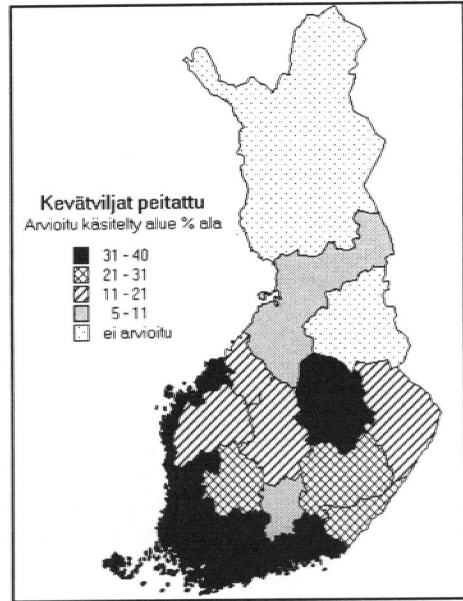 Kevätviljat peitattu
Arvioitu käsitelty alue % ala
31 - 40
21 - 31
11 - 21
5 - 11
ei arvioitu